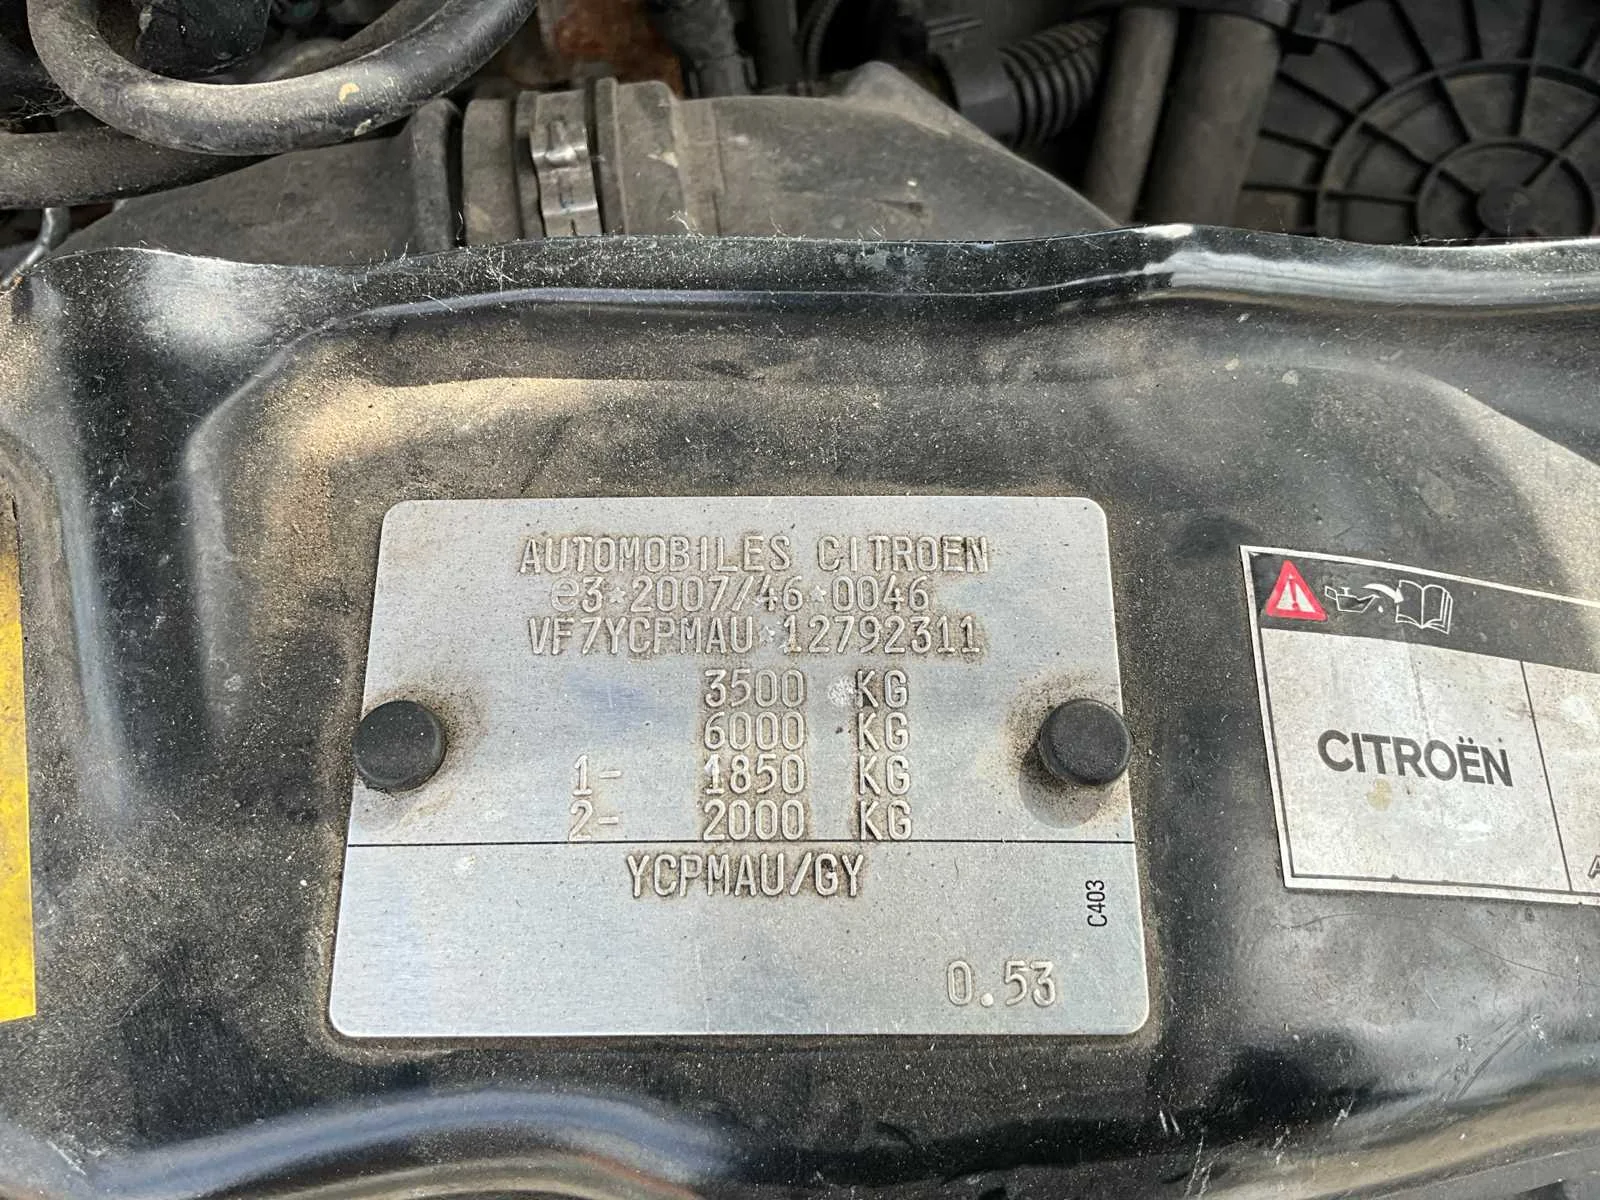 AUTOMOBILES CITROEN
e3*2007/46*0046
VF7YCPMAU*12792311
3500 KG
6000 KG
1- 1850 KG
2- 2000 KG
YCPMAU/GY
C403
0.53
CITROËN